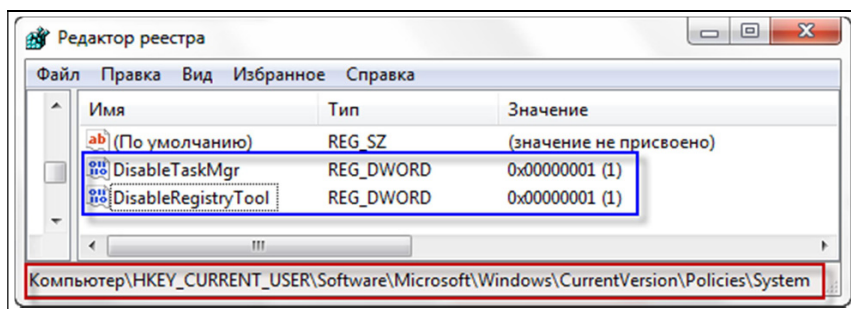 Редактор реестра
Файл Правка Вид Избранное Справка
Имя Тип Значение
ab (По умолчанию) REG_SZ (значение не присвоено)
DisableTaskMgr REG_DWORD 0x00000001 (1)
DisableRegistryTool REG_DWORD 0x00000001 (1)
Компьютер\HKEY_CURRENT_USER\Software\Microsoft\Windows\CurrentVersion\Policies\System